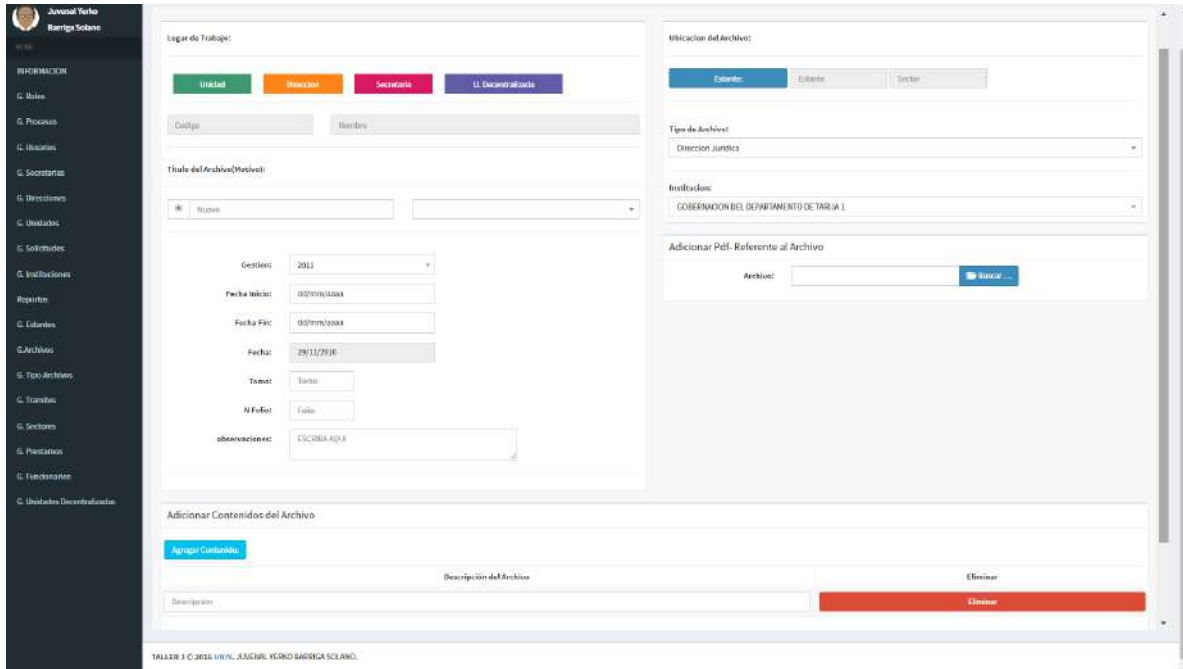 Juvenal Yerko
Barriga Solano
MENU
INFORMACION
G. Roles
G. Procesos
G. Usuarios
G. Secretarias
G. Direcciones
G. Unidades
G. Solicitudes
G. Instituciones
Reportes
G. Estantes
G.Archivos
G. Tipo Archivos
G. Tramites
G. Sectores
G. Prestamos
G. Funcionarios
G. Unidades Decentralizadas
Lugar de Trabajo:
Unidad Direccion Secretaria U. Decentralizada
Codigo Nombre
Titulo del Archivo(Motivo):
Nuevo
Gestion: 2011
Fecha Inicio: dd/mm/aaaa
Fecha Fin: dd/mm/aaaa
Fecha: 29/11/2016
Tomo: Tomo
N Folio: Folio
observaciones: ESCRIBA AQUI
Ubicacion del Archivo:
Estante: Estante Sector
Tipo de Archivo:
Direccion Juridica
Institucion:
GOBERNACION DEL DEPARTAMENTO DE TARIJA 1
Adicionar Pdf- Referente al Archivo
Archivo: Buscar ...
Adicionar Contenidos del Archivo
Agregar Contenido:
Descripción del Archivo Eliminar
Descripcion Eliminar
TALLER 3 © 2016 UNIV. JUVENAL YERKO BARRIGA SOLANO.